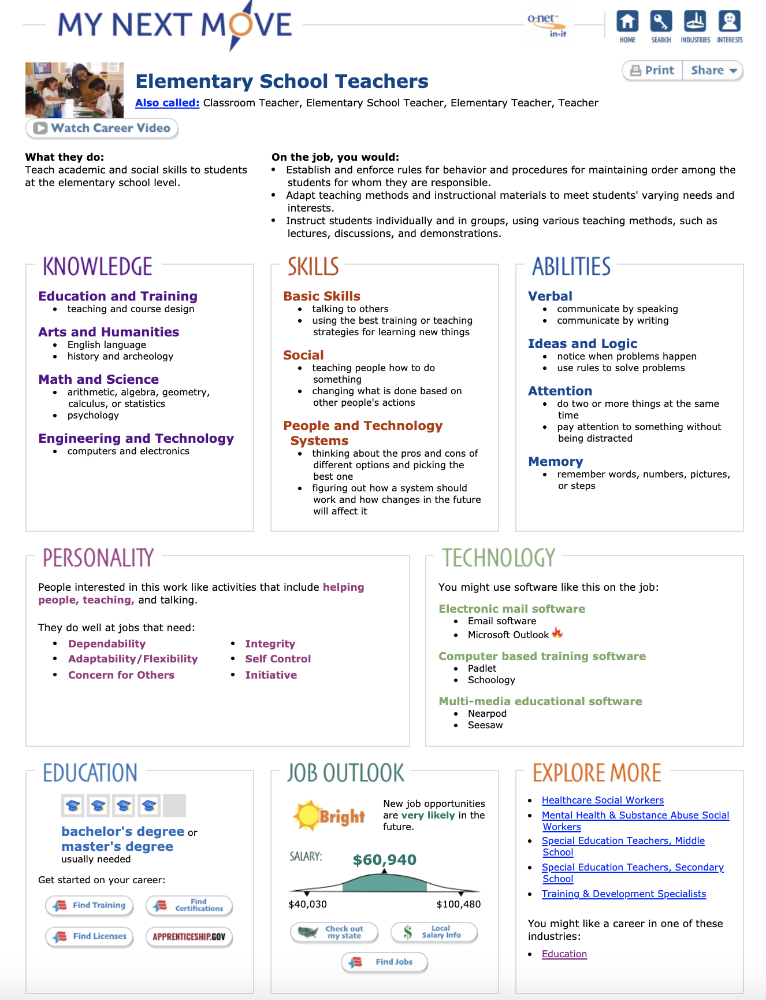 MY NEXT MOVE
o·net™
in-it
HOME
SEARCH
INDUSTRIES
INTERESTS
Print
Share
Elementary School Teachers
Also called: Classroom Teacher, Elementary School Teacher, Elementary Teacher, Teacher
Watch Career Video
What they do:
Teach academic and social skills to students
at the elementary school level.
On the job, you would:
• Establish and enforce rules for behavior and procedures for maintaining order among the
students for whom they are responsible.
• Adapt teaching methods and instructional materials to meet students' varying needs and
interests.
• Instruct students individually and in groups, using various teaching methods, such as
lectures, discussions, and demonstrations.
KNOWLEDGE
Education and Training
• teaching and course design
Arts and Humanities
• English language
• history and archeology
Math and Science
• arithmetic, algebra, geometry,
calculus, or statistics
• psychology
Engineering and Technology
• computers and electronics
SKILLS
Basic Skills
• talking to others
• using the best training or teaching
strategies for learning new things
Social
• teaching people how to do
something
• changing what is done based on
other people's actions
People and Technology
Systems
• thinking about the pros and cons of
different options and picking the
best one
• figuring out how a system should
work and how changes in the future
will affect it
ABILITIES
Verbal
• communicate by speaking
• communicate by writing
Ideas and Logic
• notice when problems happen
• use rules to solve problems
Attention
• do two or more things at the same
time
• pay attention to something without
being distracted
Memory
• remember words, numbers, pictures,
or steps
PERSONALITY
People interested in this work like activities that include helping
people, teaching, and talking.
They do well at jobs that need:
• Dependability
• Adaptability/Flexibility
• Concern for Others
• Integrity
• Self Control
• Initiative
TECHNOLOGY
You might use software like this on the job:
Electronic mail software
• Email software
• Microsoft Outlook
Computer based training software
• Padlet
• Schoology
Multi-media educational software
• Nearpod
• Seesaw
EDUCATION
bachelor's degree or
master's degree
usually needed
Get started on your career:
Find Training
Find
Certifications
Find Licenses
APPRENTICESHIP.GOV
JOB OUTLOOK
Bright
New job opportunities
are very likely in the
future.
SALARY:
$60,940
$40,030
$100,480
Check out
my state
$
Local
Salary Info
Find Jobs
EXPLORE MORE
• Healthcare Social Workers
• Mental Health & Substance Abuse Social
Workers
• Special Education Teachers, Middle
School
• Special Education Teachers, Secondary
School
• Training & Development Specialists
You might like a career in one of these
industries:
• Education